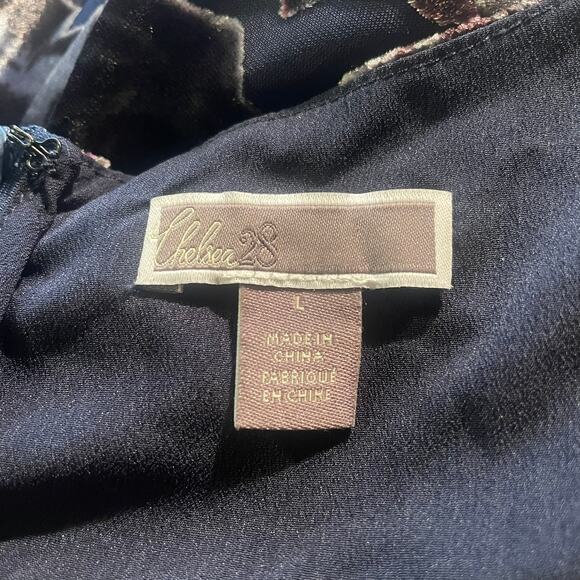 Chelsea28
L
MADE IN
CHINA
FABRIQUÉ
EN CHINE